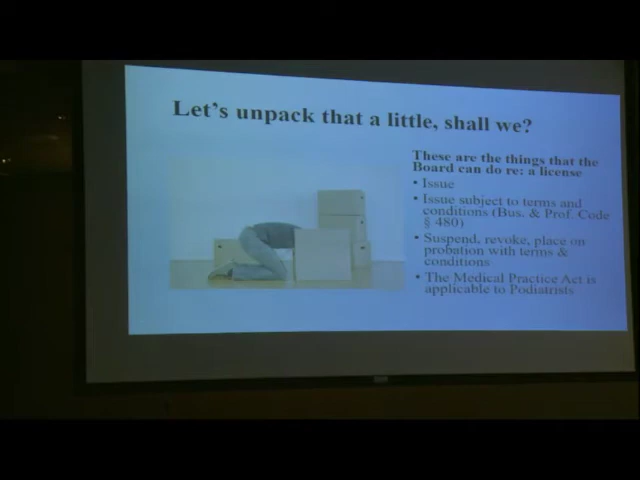 Let's unpack that a little, shall we?
These are the things that the
Board can do re: a license
• Issue
• Issue subject to terms and
conditions (Bus. & Prof. Code
§ 480)
• Suspend, revoke, place on
probation with terms &
conditions
• The Medical Practice Act is
applicable to Podiatrists